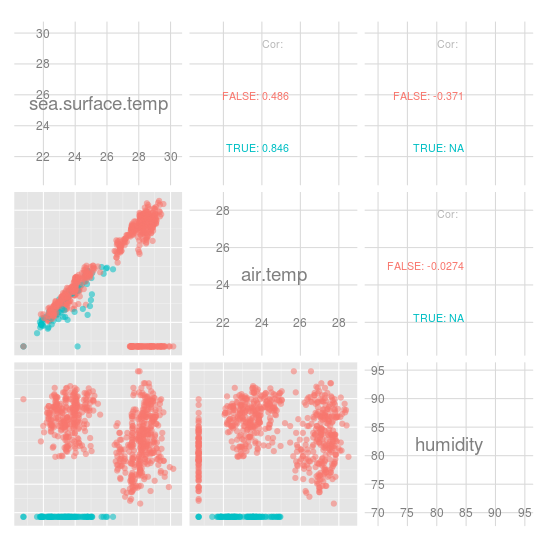 30
28
26
sea.surface.temp
24
22
22 24 26 28 30
Cor:
FALSE: 0.486
TRUE: 0.846
Cor:
FALSE: -0.371
TRUE: NA
28
26
air.temp
24
22
22 24 26 28
Cor:
FALSE: -0.0274
TRUE: NA
95
90
85
humidity
80
75
70
70 75 80 85 90 95